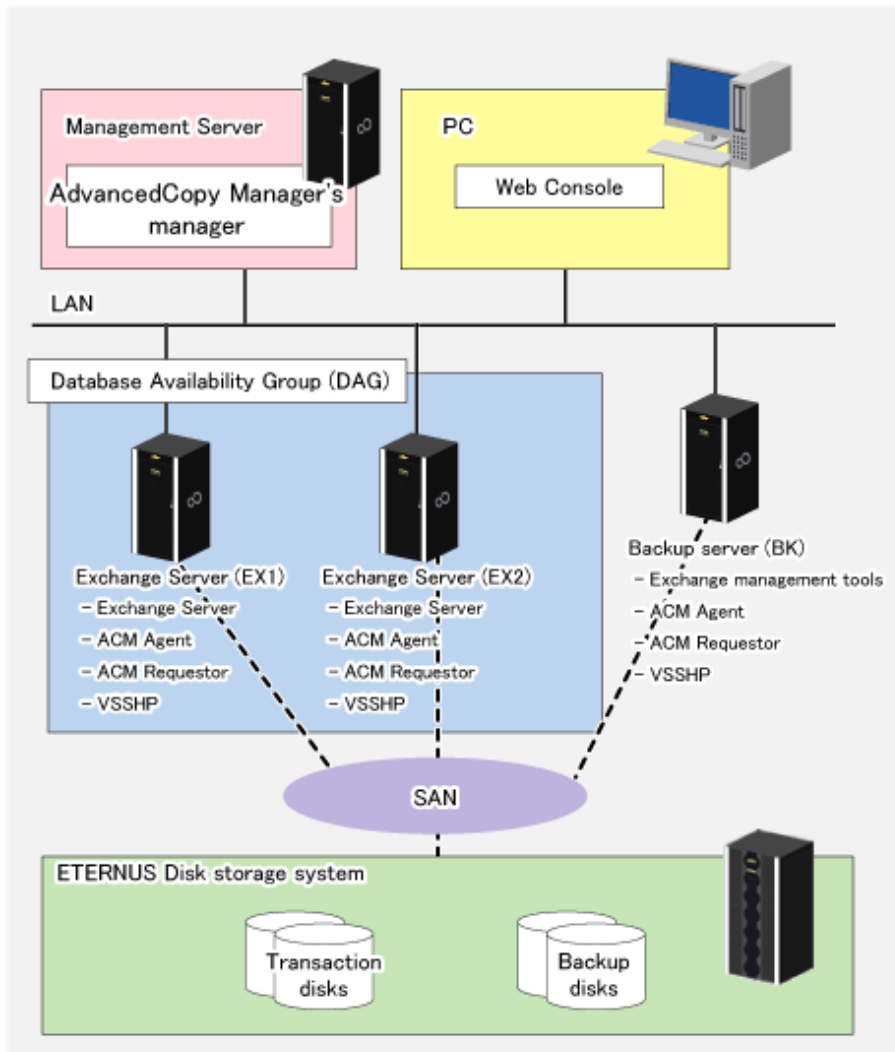 Management Server
AdvancedCopy Manager's
manager
PC
Web Console
LAN
Database Availability Group (DAG)
Exchange Server (EX1)
- Exchange Server
- ACM Agent
- ACM Requestor
- VSSHP
Exchange Server (EX2)
- Exchange Server
- ACM Agent
- ACM Requestor
- VSSHP
Backup server (BK)
- Exchange management tools
- ACM Agent
- ACM Requestor
- VSSHP
SAN
ETERNUS Disk storage system
Transaction
disks
Backup
disks